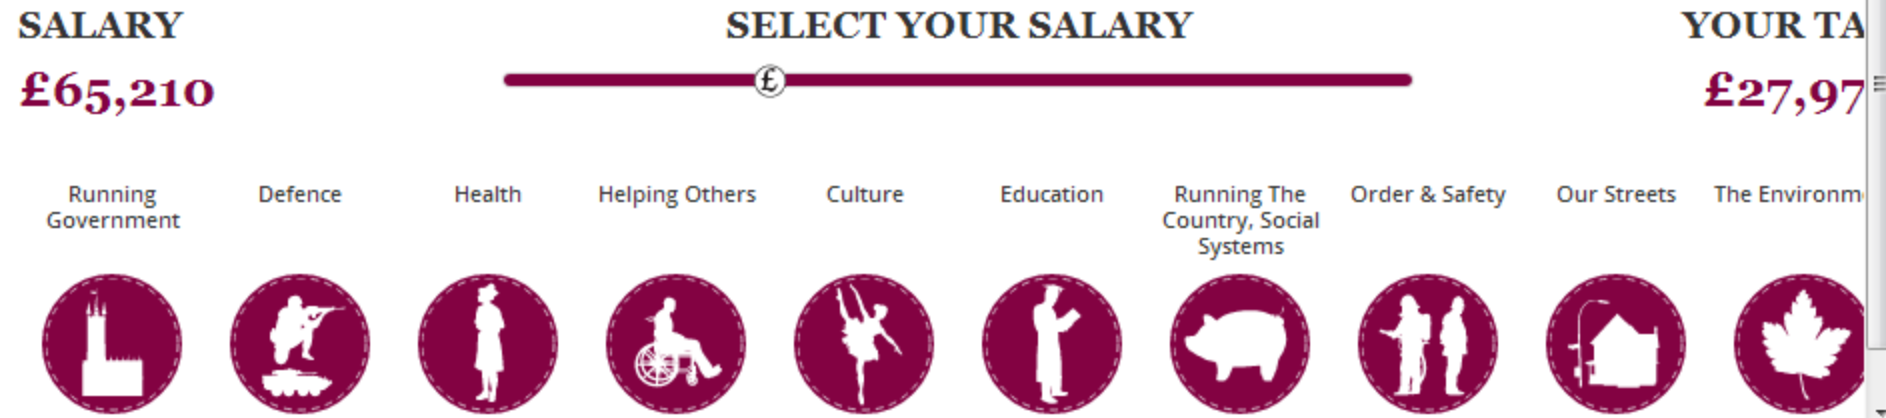 SALARY
SELECT YOUR SALARY
YOUR TA
£65,210
£
£27,97
Running
Government
Defence
Health
Helping Others
Culture
Education
Running The
Country, Social
Systems
Order & Safety
Our Streets
The Environm